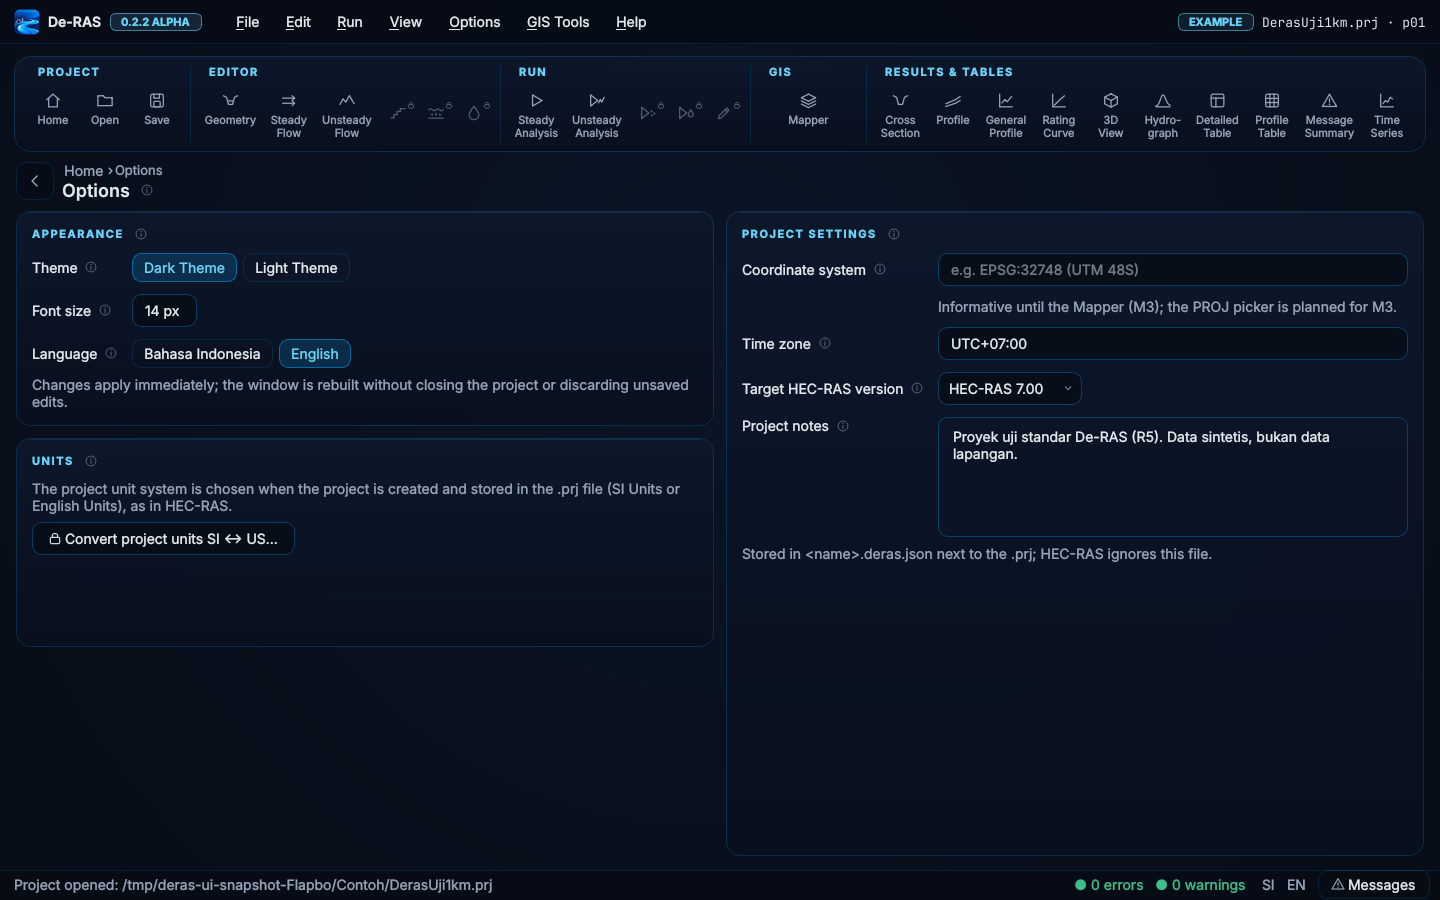 De-RAS 0.2.2 ALPHA File Edit Run View Options GIS Tools Help EXAMPLE DerasUji1km.prj · p01
PROJECT EDITOR RUN GIS RESULTS & TABLES
Home Open Save Geometry Steady Flow Unsteady Flow Steady Analysis Unsteady Analysis Mapper Cross Section Profile General Profile Rating Curve 3D View Hydro-graph Detailed Table Profile Table Message Summary Time Series
Home › Options
Options
APPEARANCE
Theme Dark Theme Light Theme
Font size 14 px
Language Bahasa Indonesia English
Changes apply immediately; the window is rebuilt without closing the project or discarding unsaved
edits.
UNITS
The project unit system is chosen when the project is created and stored in the .prj file (SI Units or
English Units), as in HEC-RAS.
Convert project units SI ↔ US...
PROJECT SETTINGS
Coordinate system e.g. EPSG:32748 (UTM 48S)
Informative until the Mapper (M3); the PROJ picker is planned for M3.
Time zone UTC+07:00
Target HEC-RAS version HEC-RAS 7.00
Project notes Proyek uji standar De-RAS (R5). Data sintetis, bukan data
lapangan.
Stored in <name>.deras.json next to the .prj; HEC-RAS ignores this file.
Project opened: /tmp/deras-ui-snapshot-Flapbo/Contoh/DerasUji1km.prj 0 errors 0 warnings SI EN Messages